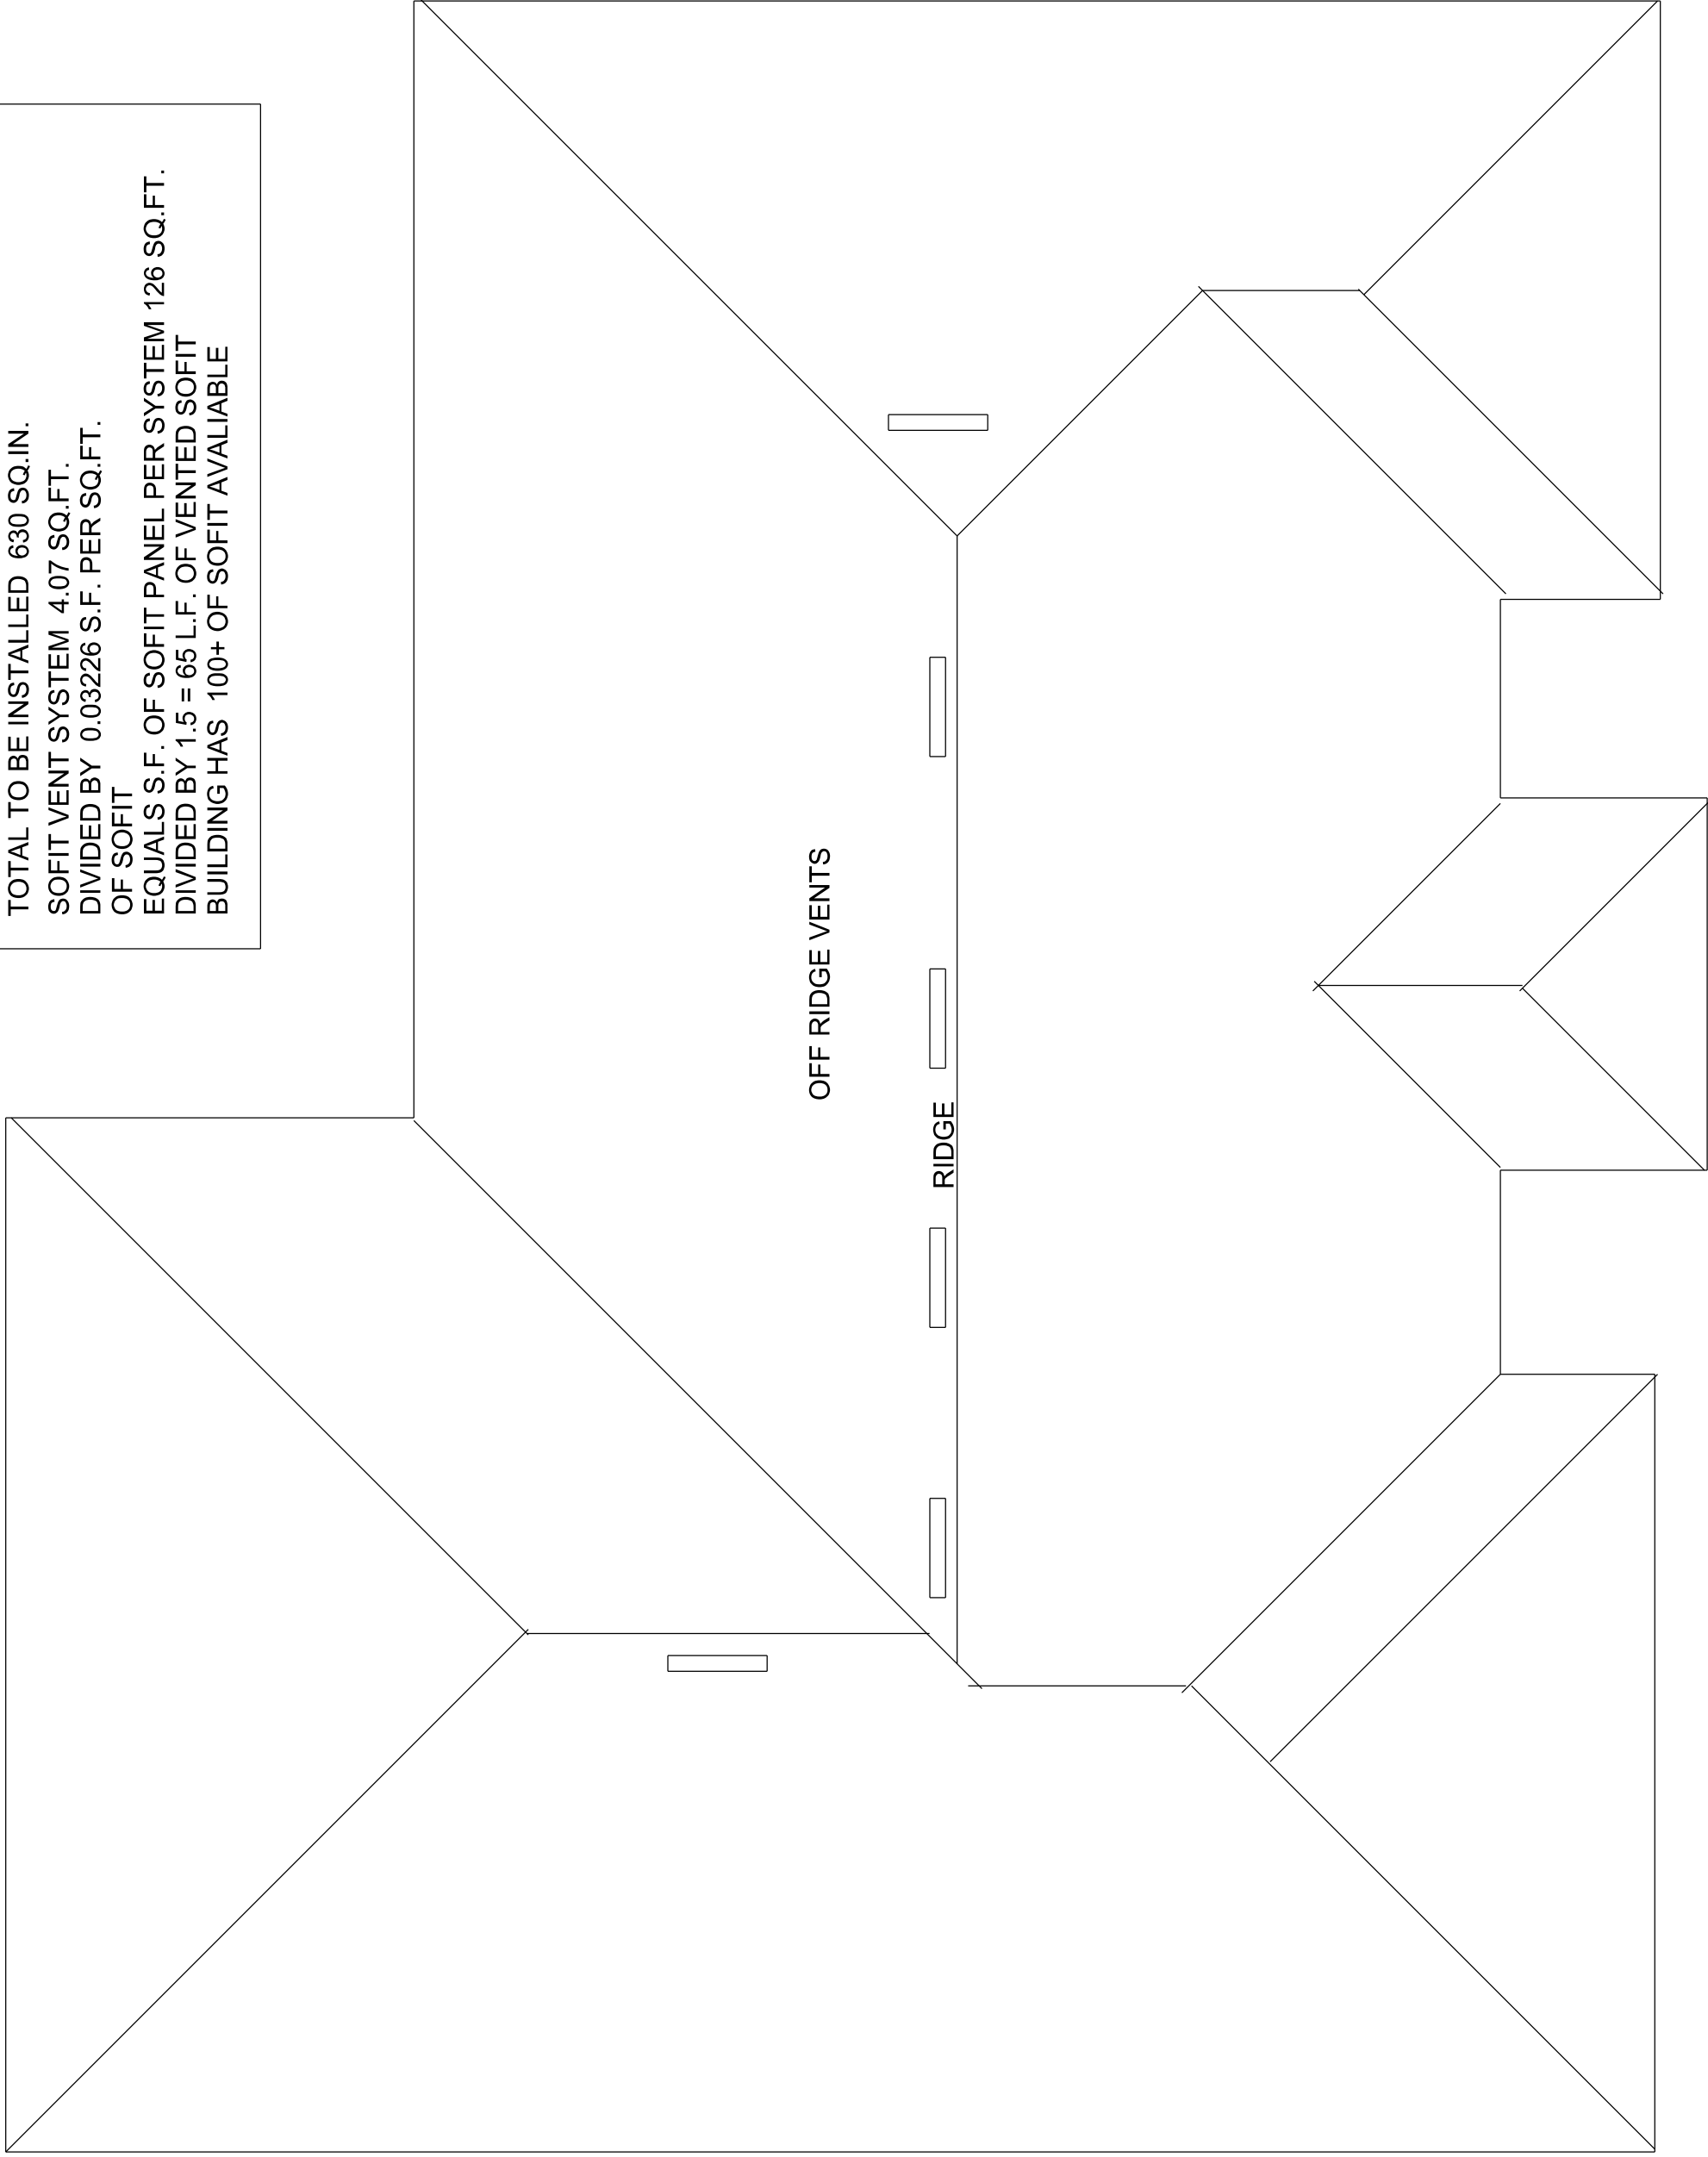 TOTAL TO BE INSTALLED 630 SQ.IN.
SOFIT VENT SYSTEM 4.07 SQ.FT.
DIVIDED BY 0.03226 S.F. PER SQ.FT.
OF SOFIT
EQUALS S.F. OF SOFIT PANEL PER SYSTEM 126 SQ.FT.
DIVIDED BY 1.5 = 65 L.F. OF VENTED SOFIT
BUILDING HAS 100+ OF SOFIT AVALIABLE
OFF RIDGE VENTS
RIDGE